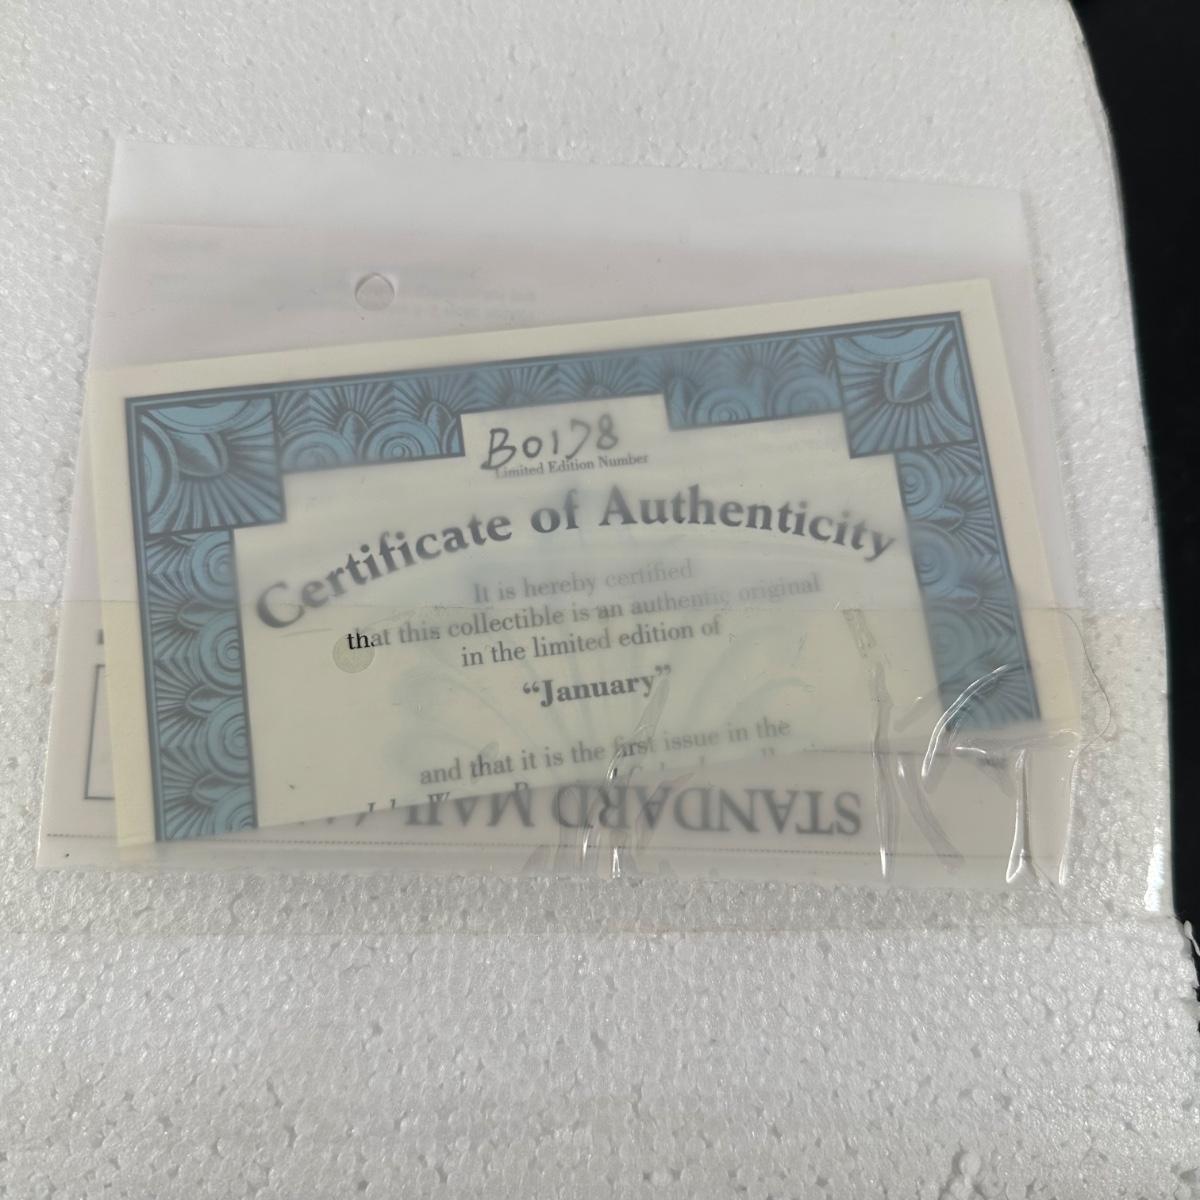 B0178
Limited Edition Number
Certificate of Authenticity
It is hereby certified
that this collectible is an authentic original
in the limited edition of
“January”
and that it is the first issue in the
STANDARD MAIL